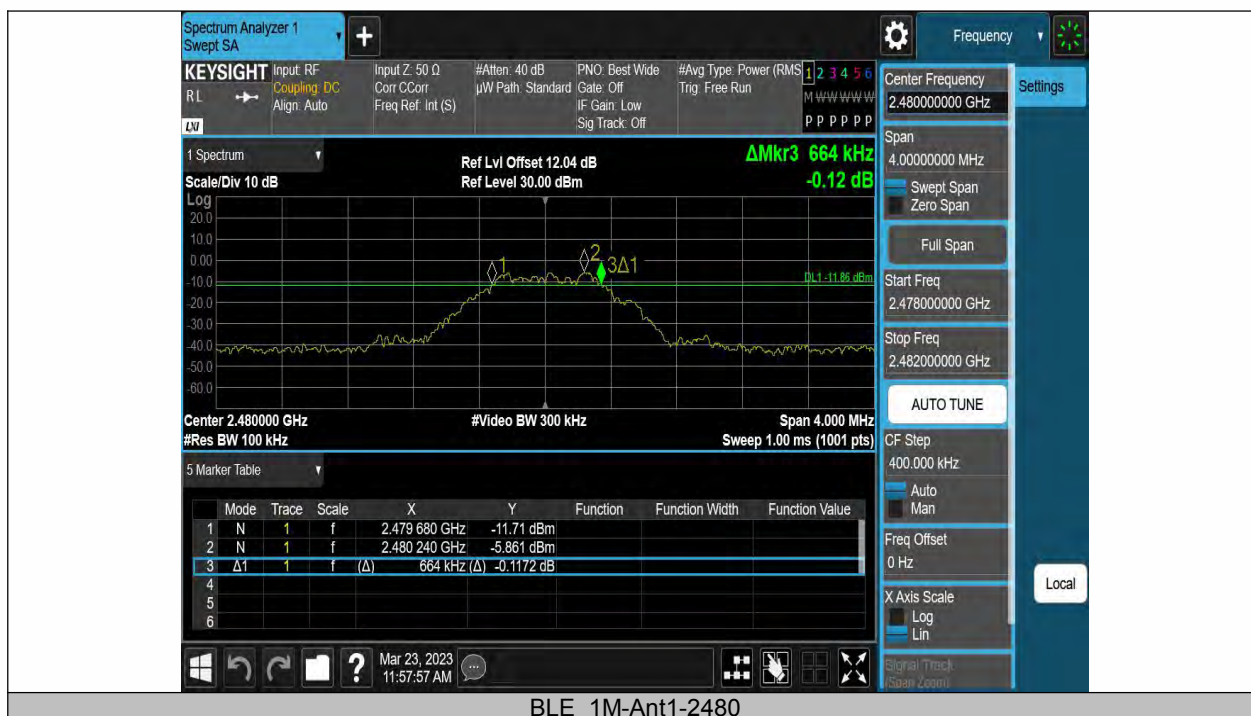 Spectrum Analyzer 1
Swept SA
+
Frequency
KEYSIGHT
RL
LXI
Input: RF
Coupling: DC
Align: Auto
Input Z: 50 Ω
Corr CCorr
Freq Ref: Int (S)
#Atten: 40 dB
µW Path: Standard
PNO: Best Wide
Gate: Off
IF Gain: Low
Sig Track: Off
#Avg Type: Power (RMS
Trig: Free Run
1 2 3 4 5 6
M W W W W W
P P P P P P
1 Spectrum
Scale/Div 10 dB
Ref Lvl Offset 12.04 dB
Ref Level 30.00 dBm
ΔMkr3 664 kHz
-0.12 dB
Log
20.0
10.0
0.00
-10.0
-20.0
-30.0
-40.0
-50.0
-60.0
1
2
3Δ1
DL1 -11.86 dBm
Center 2.480000 GHz
#Video BW 300 kHz
Span 4.000 MHz
#Res BW 100 kHz
Sweep 1.00 ms (1001 pts)
5 Marker Table
Mode Trace Scale X Y Function Function Width Function Value
1 N 1 f 2.479 680 GHz -11.71 dBm
2 N 1 f 2.480 240 GHz -5.861 dBm
3 Δ1 1 f (Δ) 664 kHz (Δ) -0.1172 dB
4
5
6
?
Mar 23, 2023
11:57:57 AM
Center Frequency
2.480000000 GHz
Settings
Span
4.00000000 MHz
Swept Span
Zero Span
Full Span
Start Freq
2.478000000 GHz
Stop Freq
2.482000000 GHz
AUTO TUNE
CF Step
400.000 kHz
Auto
Man
Freq Offset
0 Hz
X Axis Scale
Log
Lin
Signal Track
(Span Zoom)
Local
BLE_1M-Ant1-2480